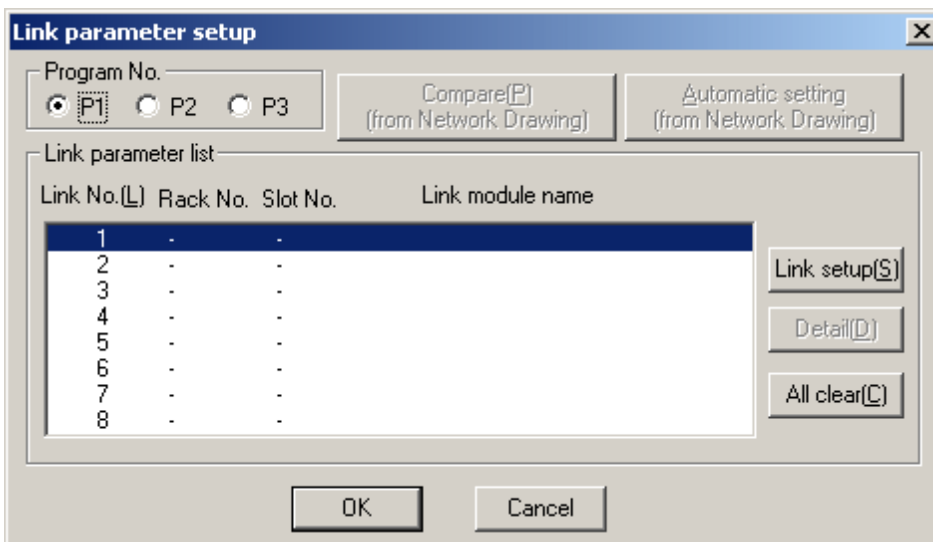 Link parameter setup
Program No.
P1 P2 P3
Compare(P)
(from Network Drawing)
Automatic setting
(from Network Drawing)
Link parameter list
Link No.(L) Rack No. Slot No. Link module name
1 - -
2 - -
3 - -
4 - -
5 - -
6 - -
7 - -
8 - -
Link setup(S)
Detail(D)
All clear(C)
OK Cancel